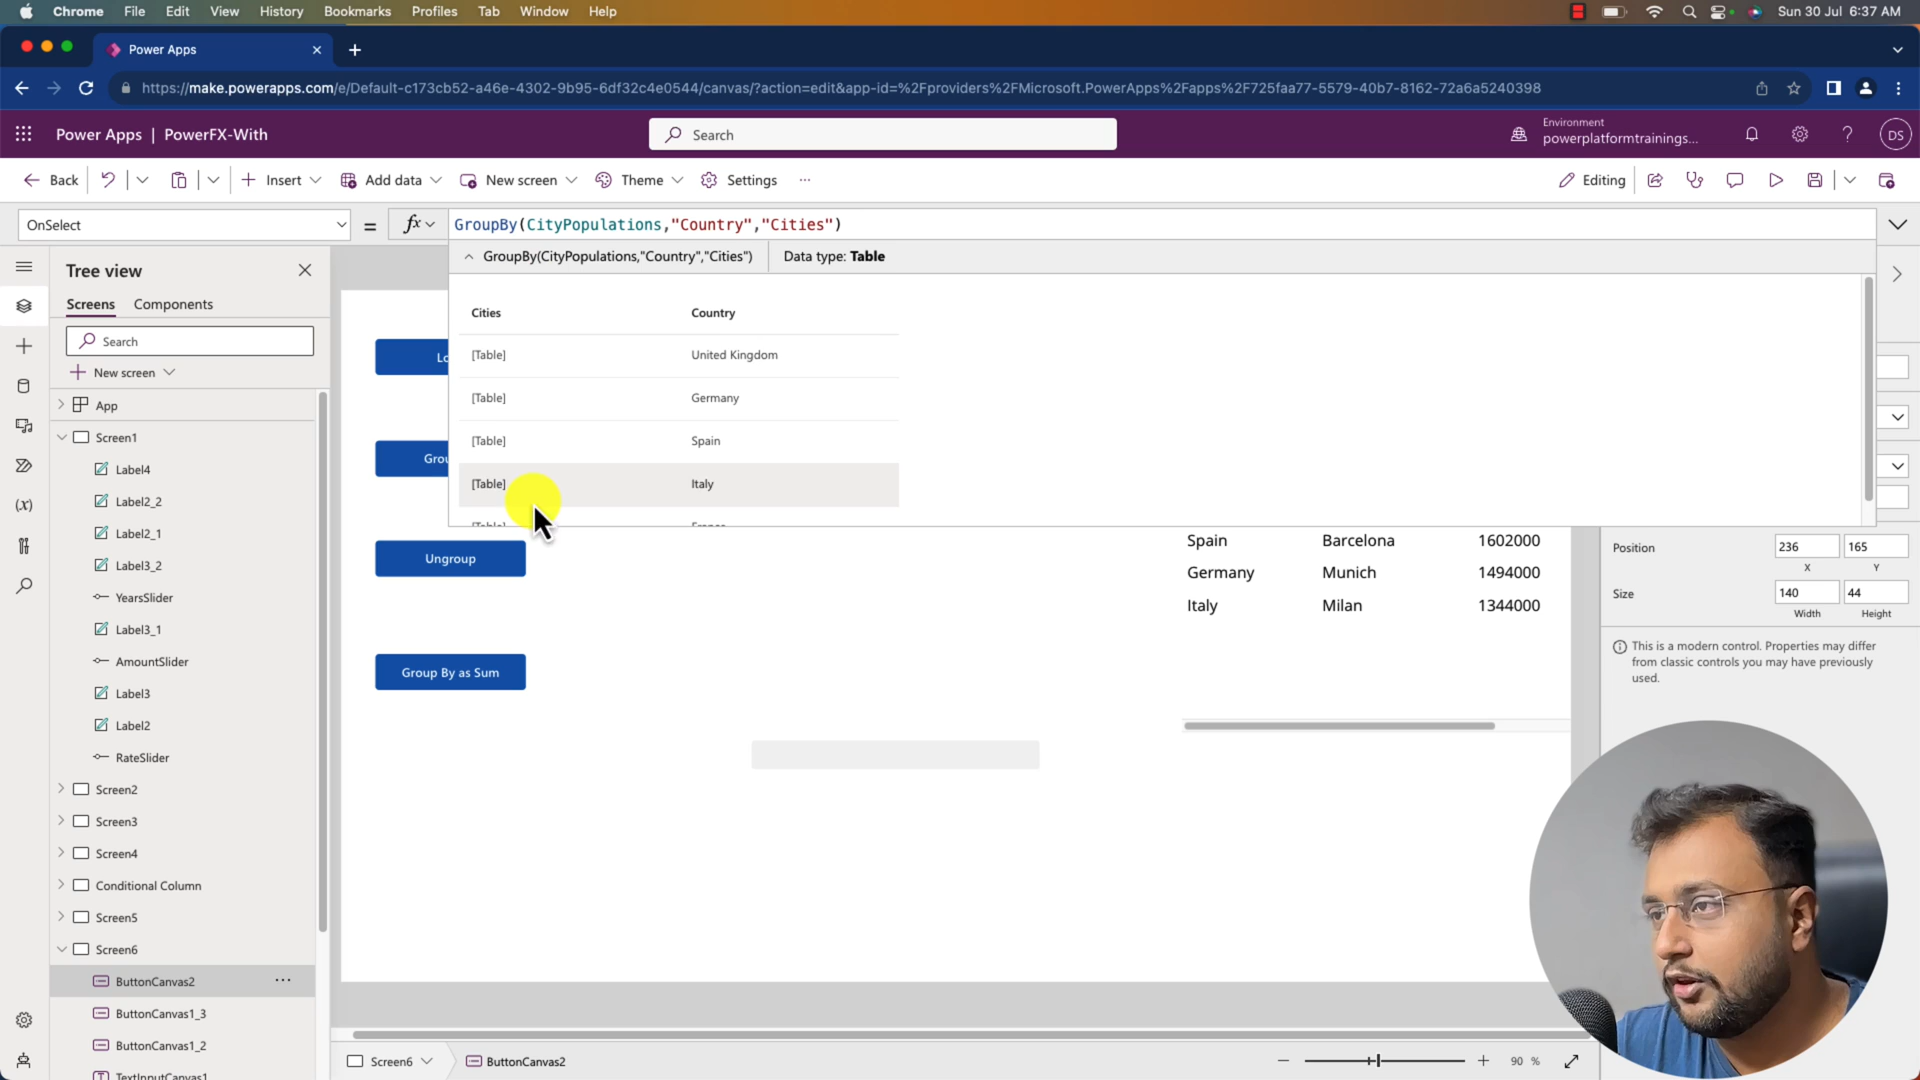 Chrome File Edit View History Bookmarks Profiles Tab Window Help Sun 30 Jul 6:37 AM
Power Apps
https://make.powerapps.com/e/Default-c173cb52-a46e-4302-9b95-6df32c4e0544/canvas/?action=edit&app-id=%2Fproviders%2FMicrosoft.PowerApps%2Fapps%2F725faa77-5579-40b7-8162-72a6a5240398
Power Apps | PowerFX-With
Search
Environment
powerplatformtrainings...
DS
Back Insert Add data New screen Theme Settings ... Editing
OnSelect = fx GroupBy(CityPopulations,"Country","Cities")
GroupBy(CityPopulations,"Country","Cities") Data type: Table
Tree view
Screens Components
Search
New screen
App
Screen1
Label4
Label2_2
Label2_1
Label3_2
YearsSlider
Label3_1
AmountSlider
Label3
Label2
RateSlider
Screen2
Screen3
Screen4
Conditional Column
Screen5
Screen6
ButtonCanvas2 ...
ButtonCanvas1_3
ButtonCanvas1_2
TextInputCanvas1
Cities Country
[Table] United Kingdom
[Table] Germany
[Table] Spain
[Table] Italy
[Table] France
Lo
Grou
Ungroup
Group By as Sum
Spain Barcelona 1602000
Germany Munich 1494000
Italy Milan 1344000
Position 236 165
X Y
Size 140 44
Width Height
This is a modern control. Properties may differ
from classic controls you may have previously
used.
Screen6 ButtonCanvas2 90 %